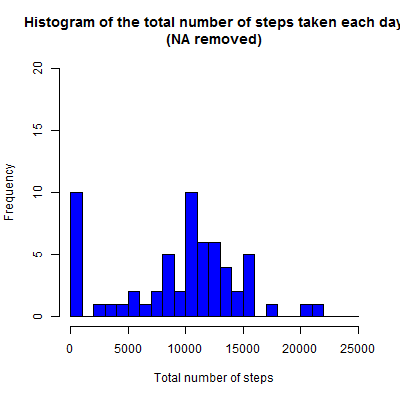 Histogram of the total number of steps taken each day
(NA removed)
Frequency
20
15
10
5
0
0 5000 10000 15000 20000 25000
Total number of steps